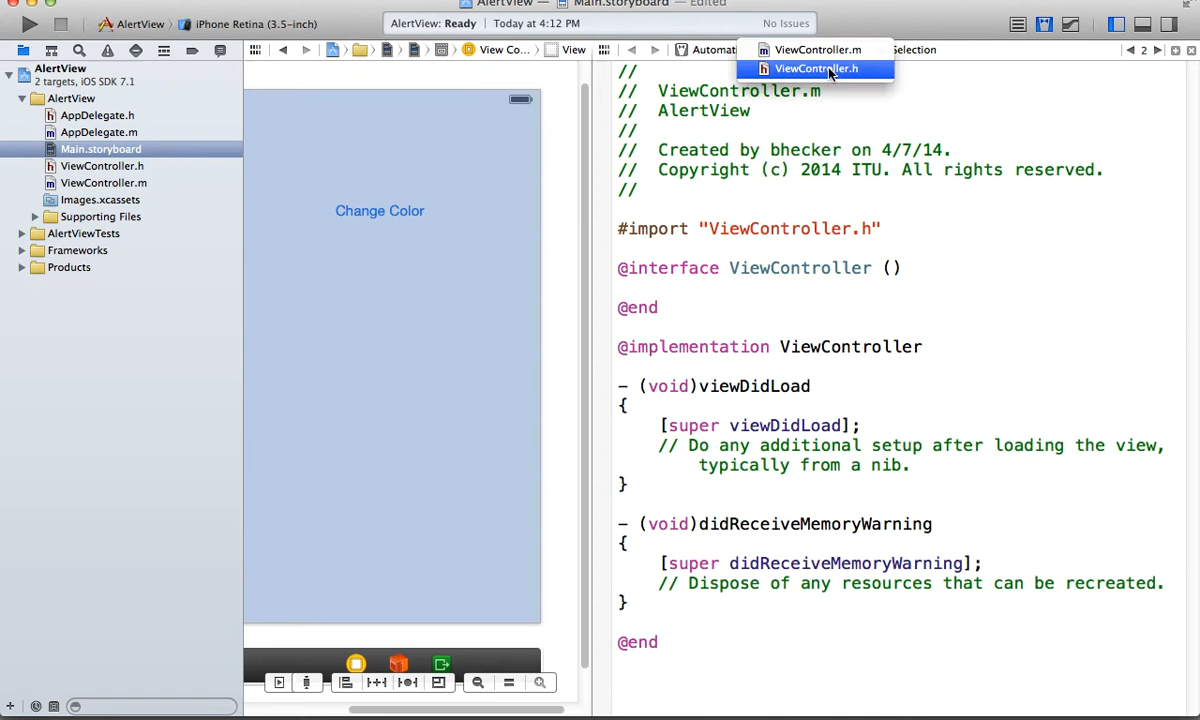 AlertView
Main.storyboard — Edited
AlertView
iPhone Retina (3.5-inch)
AlertView: Ready
Today at 4:12 PM
No Issues
View Co...
View
Automati
ViewController.m
Selection
ViewController.h
AlertView
2 targets, iOS SDK 7.1
AlertView
AppDelegate.h
AppDelegate.m
Main.storyboard
ViewController.h
ViewController.m
Images.xcassets
Supporting Files
AlertViewTests
Frameworks
Products
Change Color
2
//
// ViewController.m
// AlertView
//
// Created by bhecker on 4/7/14.
// Copyright (c) 2014 ITU. All rights reserved.
//
#import "ViewController.h"
@interface ViewController ()
@end
@implementation ViewController
- (void)viewDidLoad
{
[super viewDidLoad];
// Do any additional setup after loading the view,
typically from a nib.
}
- (void)didReceiveMemoryWarning
{
[super didReceiveMemoryWarning];
// Dispose of any resources that can be recreated.
}
@end